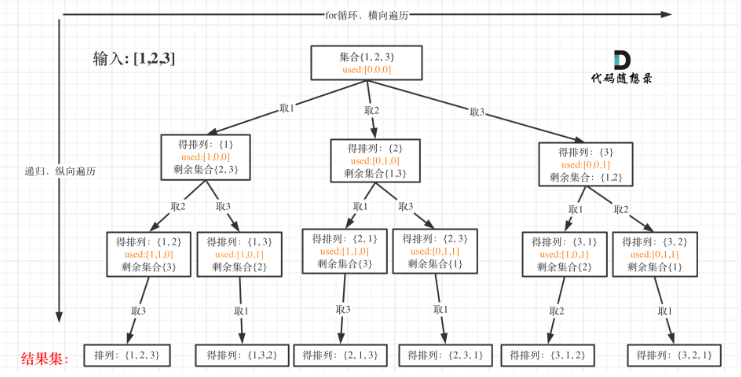 for循环，横向遍历
输入: [1,2,3]
集合{1, 2, 3}
used:[0,0,0]
代码随想录
取1
取2
取3
递归，纵向遍历
得排列：{1}
used:[1,0,0]
剩余集合{2, 3}
得排列：{2}
used:[0,1,0]
剩余集合{1,3}
得排列：{3}
used:[0,0,1]
剩余集合：{1,2}
取2
取3
取1
取3
取1
取2
得排列：{1, 2}
used:[1,1,0]
剩余集合{3}
得排列：{1, 3}
used:[1,0,1]
剩余集合{2}
得排列：{2, 1}
used:[1,1,0]
剩余集合{3}
得排列：{2, 3}
used:[0,1,1]
剩余集合{1}
得排列：{3, 1}
used:[1,0,1]
剩余集合{2}
得排列：{3, 2}
used:[0,1,1]
剩余集合{1}
取3
取1
取3
取1
取2
取1
结果集:
排列：{1, 2, 3}
得排列：{1,3,2}
得排列：{2, 1, 3}
得排列：{2, 3, 1}
得排列：{3, 1, 2}
得排列：{3, 2, 1}